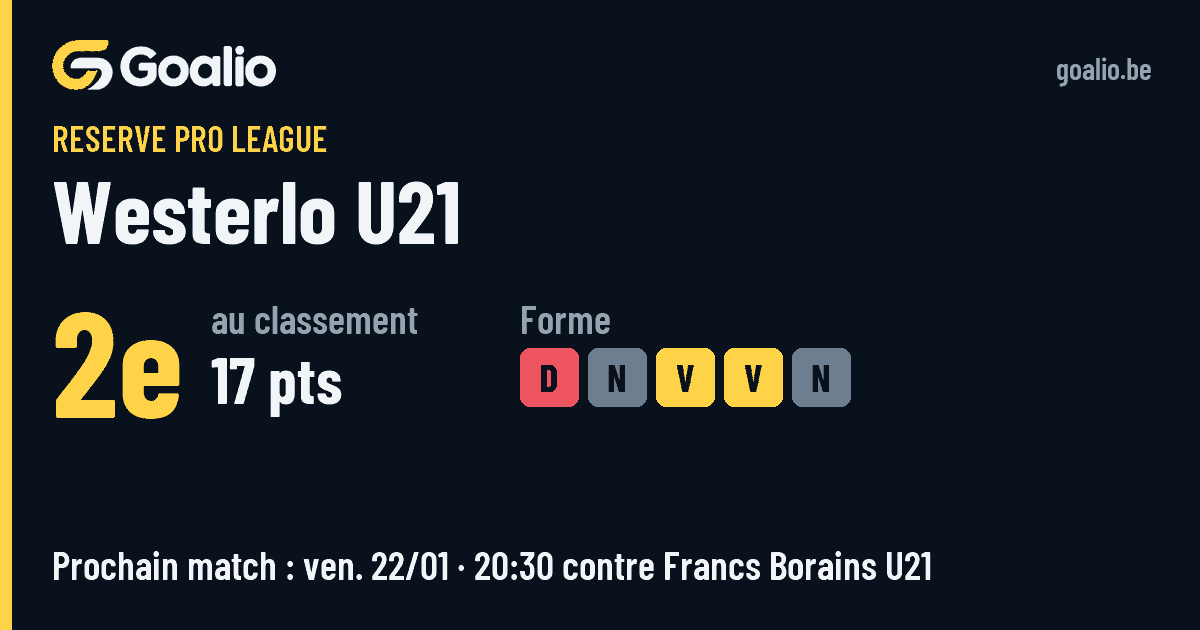 Goalio
goalio.be
RESERVE PRO LEAGUE
Westerlo U21
2e
au classement
17 pts
Forme
D N V V N
Prochain match : ven. 22/01 · 20:30 contre Francs Borains U21